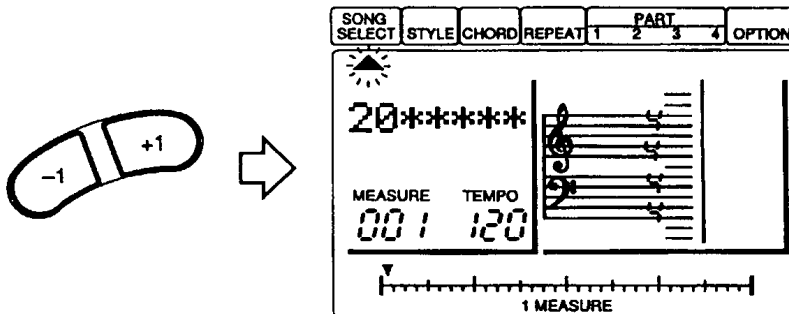 SONG SELECT STYLE CHORD REPEAT PART 1 2 3 4 OPTION
20*****
-1 +1
MEASURE TEMPO
001 120
1 MEASURE